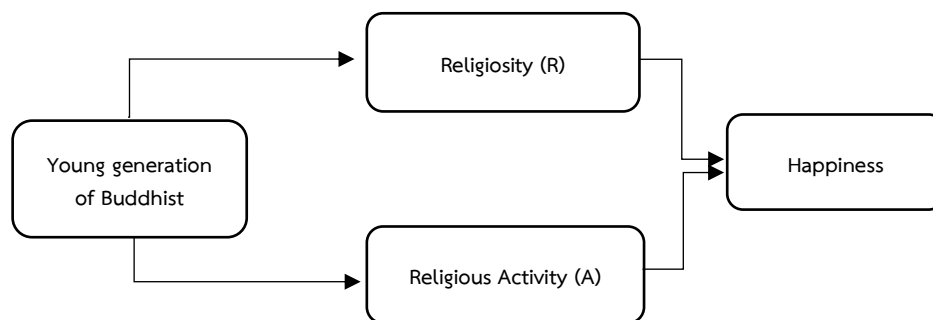 Religiosity (R)
Young generation
of Buddhist
Happiness
Religious Activity (A)